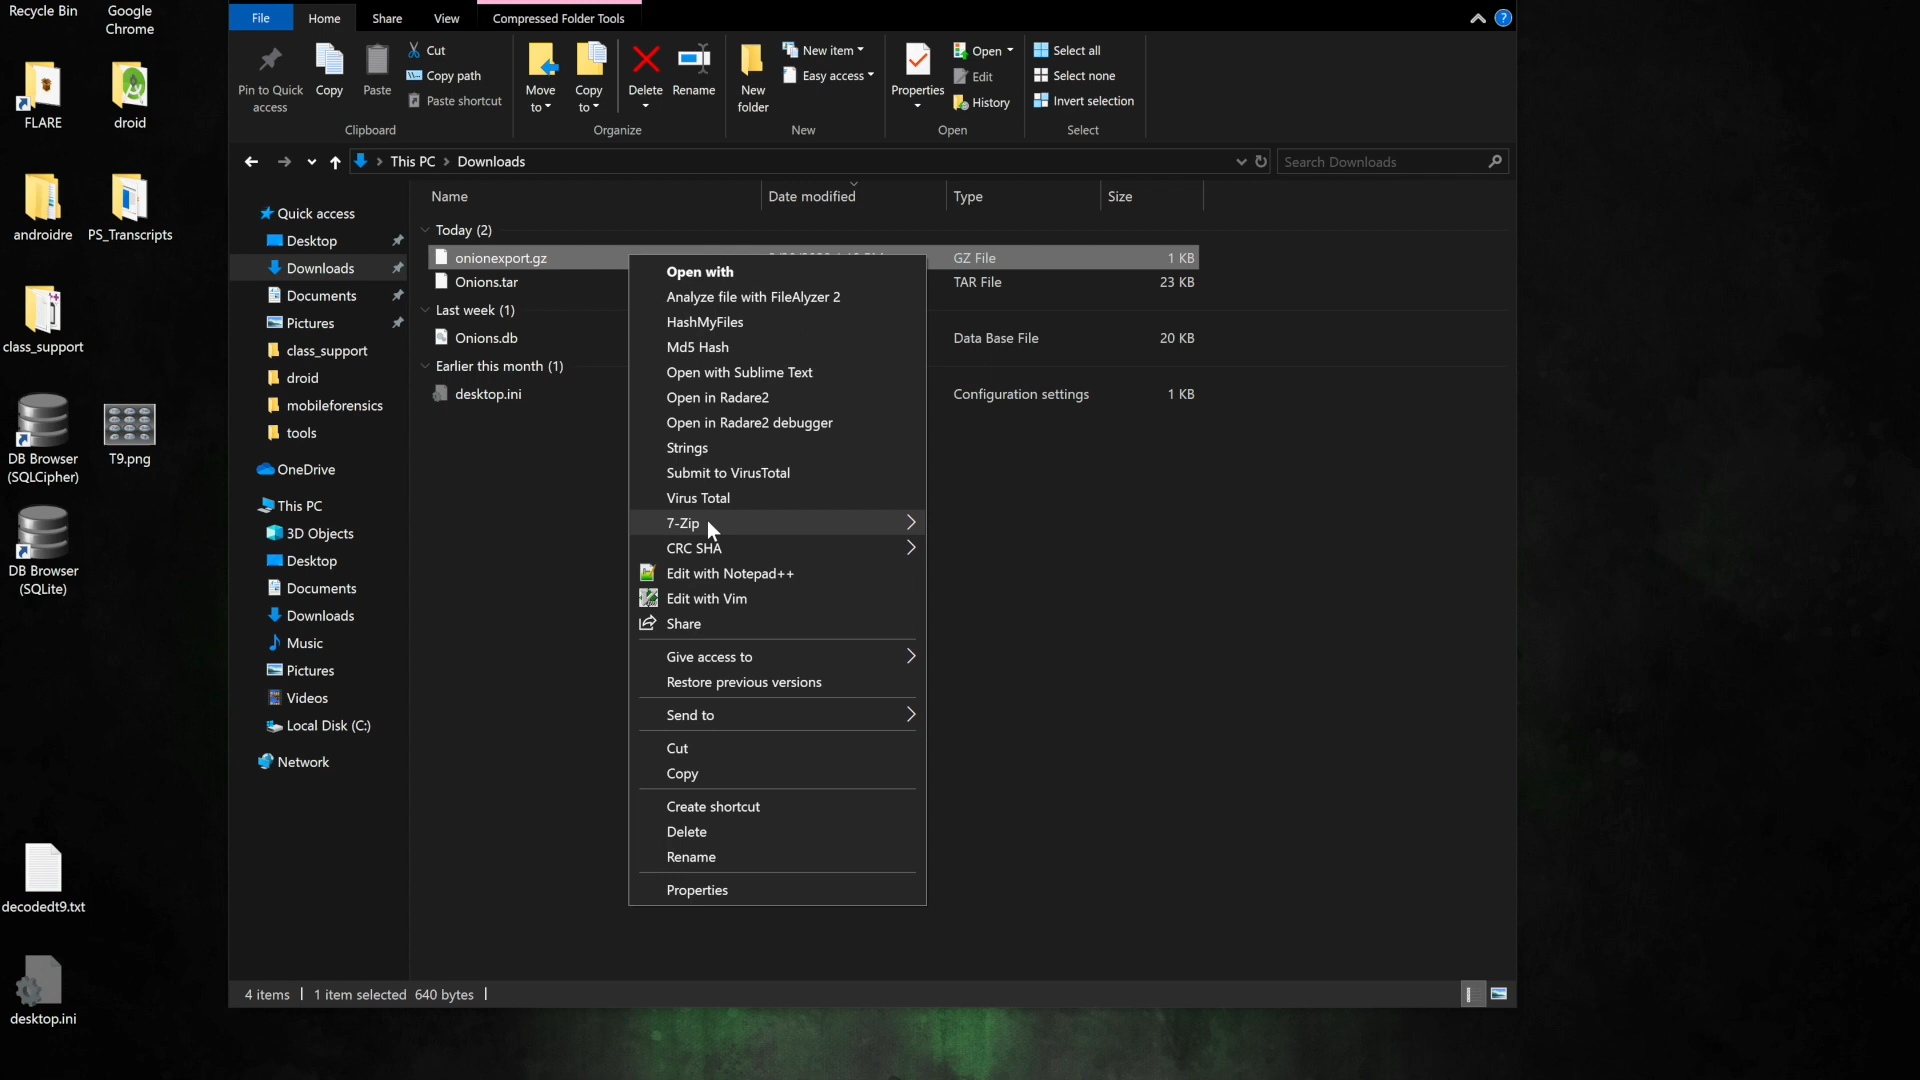 Recycle Bin
Google
Chrome
FLARE
droid
androidre
PS_Transcripts
class_support
DB Browser
(SQLCipher)
T9.png
DB Browser
(SQLite)
decodedt9.txt
desktop.ini
File
Home
Share
View
Compressed Folder Tools
?
Pin to Quick
access
Copy
Paste
Cut
Copy path
Paste shortcut
Clipboard
Move
to
Copy
to
Delete
Rename
Organize
New
folder
New item
Easy access
New
Properties
Open
Edit
History
Open
Select all
Select none
Invert selection
Select
This PC
Downloads
Search Downloads
Quick access
Desktop
Downloads
Documents
Pictures
class_support
droid
mobileforensics
tools
OneDrive
This PC
3D Objects
Desktop
Documents
Downloads
Music
Pictures
Videos
Local Disk (C:)
Network
Name
Date modified
Type
Size
Today (2)
onionexport.gz
GZ File
1 KB
Onions.tar
TAR File
23 KB
Last week (1)
Onions.db
Data Base File
20 KB
Earlier this month (1)
desktop.ini
Configuration settings
1 KB
Open with
Analyze file with FileAlyzer 2
HashMyFiles
Md5 Hash
Open with Sublime Text
Open in Radare2
Open in Radare2 debugger
Strings
Submit to VirusTotal
Virus Total
7-Zip
CRC SHA
Edit with Notepad++
Edit with Vim
Share
Give access to
Restore previous versions
Send to
Cut
Copy
Create shortcut
Delete
Rename
Properties
4 items
1 item selected 640 bytes